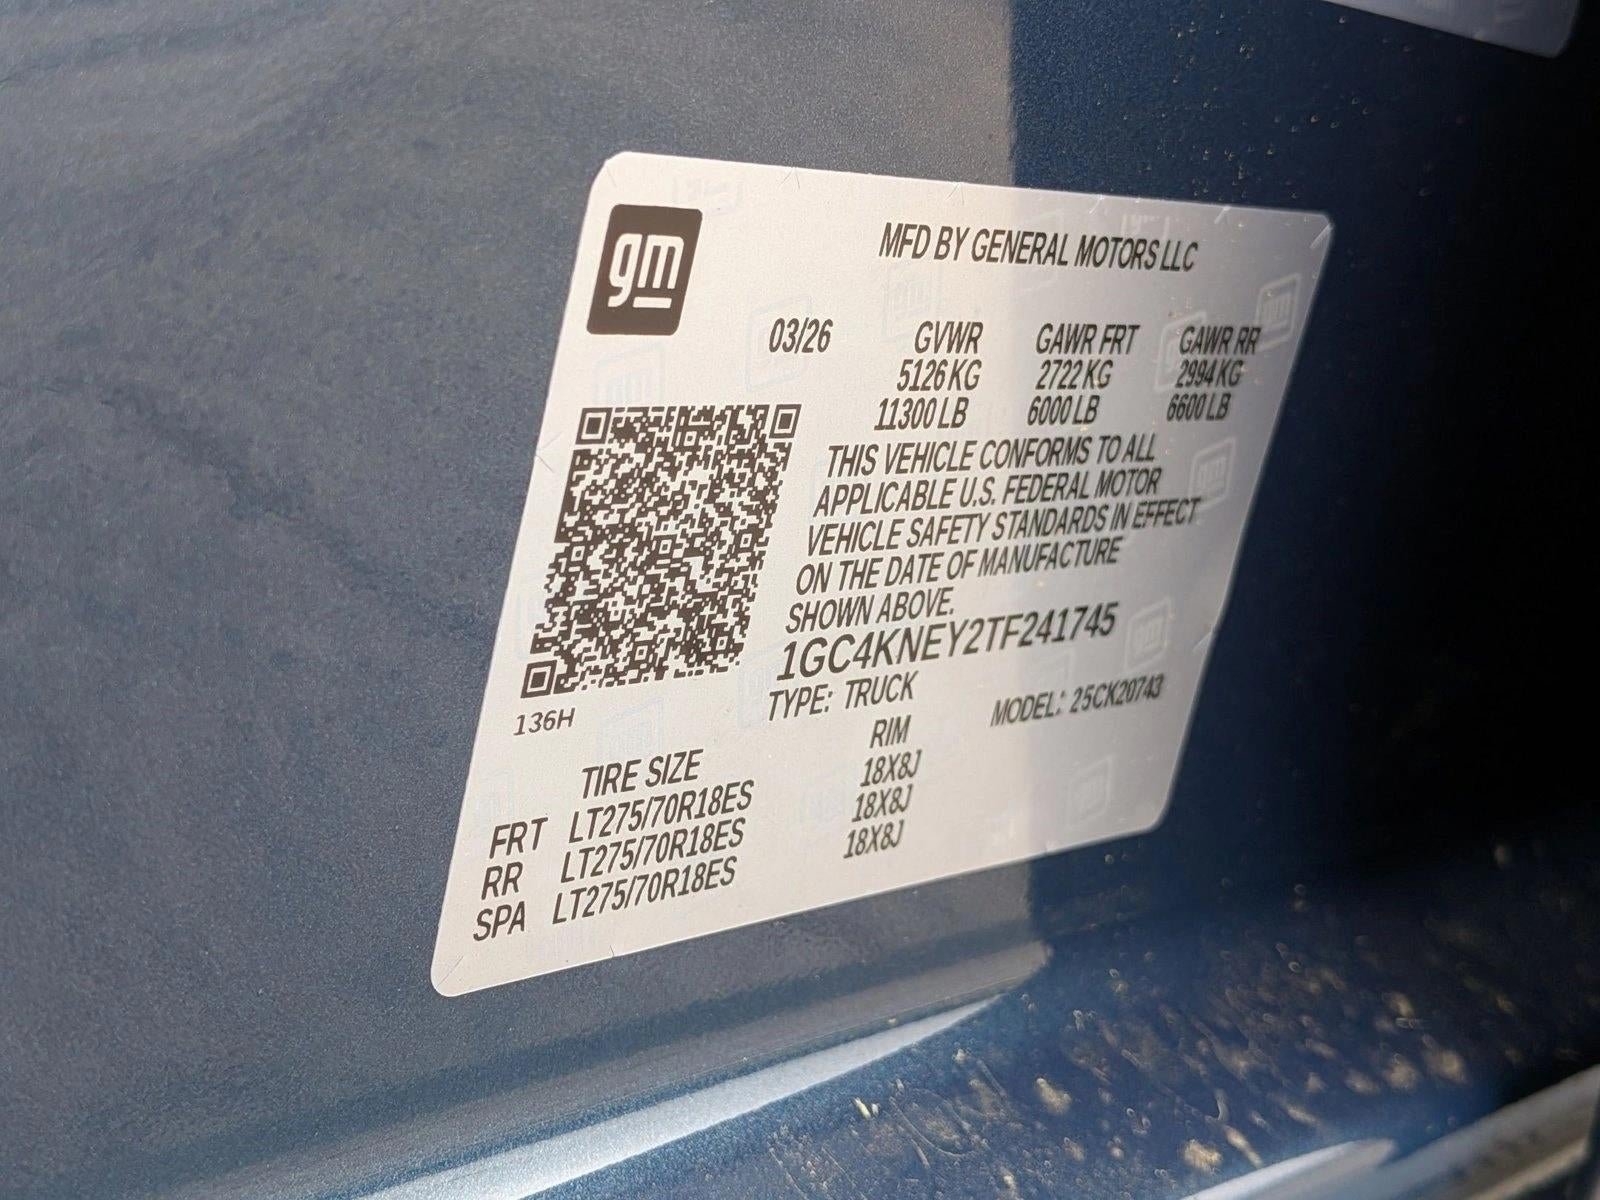 gm
MFD BY GENERAL MOTORS LLC
03/26 GVWR GAWR FRT GAWR RR
5126 KG 2722 KG 2994 KG
11300 LB 6000 LB 6600 LB
THIS VEHICLE CONFORMS TO ALL
APPLICABLE U.S. FEDERAL MOTOR
VEHICLE SAFETY STANDARDS IN EFFECT
ON THE DATE OF MANUFACTURE
SHOWN ABOVE.
1GC4KNEY2TF241745
TYPE: TRUCK MODEL: 25CK20743
136H
TIRE SIZE RIM
FRT LT275/70R18ES 18X8J
RR LT275/70R18ES 18X8J
SPA LT275/70R18ES 18X8J